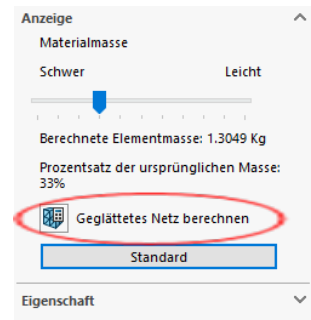 Anzeige
Materialmasse
Schwer Leicht
Berechnete Elementmasse: 1.3049 Kg
Prozentsatz der ursprünglichen Masse:
33%
Geglättetes Netz berechnen
Standard
Eigenschaft